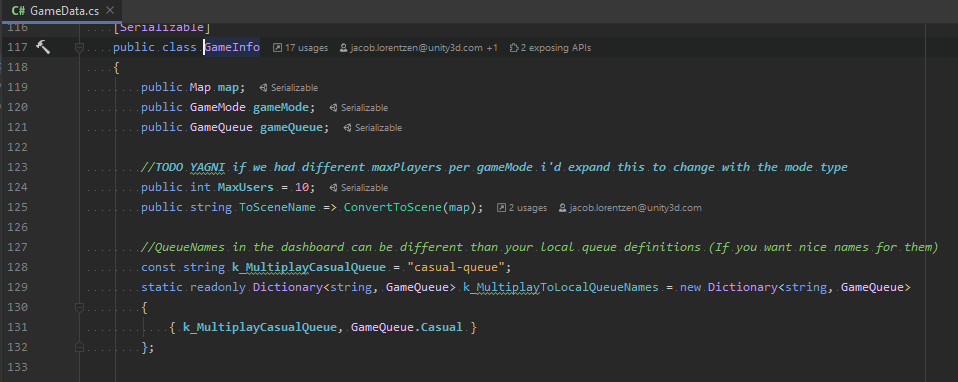 C# GameData.cs ×
116 [Serializable]
117 public class GameInfo 17 usages jacob.lorentzen@unity3d.com +1 2 exposing APIs
118 {
119 public Map map; Serializable
120 public GameMode gameMode; Serializable
121 public GameQueue gameQueue; Serializable
122
123 //TODO YAGNI if we had different maxPlayers per gameMode i'd expand this to change with the mode type
124 public int MaxUsers = 10; Serializable
125 public string ToSceneName => ConvertToScene(map); 2 usages jacob.lorentzen@unity3d.com
126
127 //QueueNames in the dashboard can be different than your local queue definitions (If you want nice names for them)
128 const string k_MultiplayCasualQueue = "casual-queue";
129 static readonly Dictionary<string, GameQueue> k_MultiplayToLocalQueueNames = new Dictionary<string, GameQueue>
130 {
131 { k_MultiplayCasualQueue, GameQueue.Casual }
132 };
133